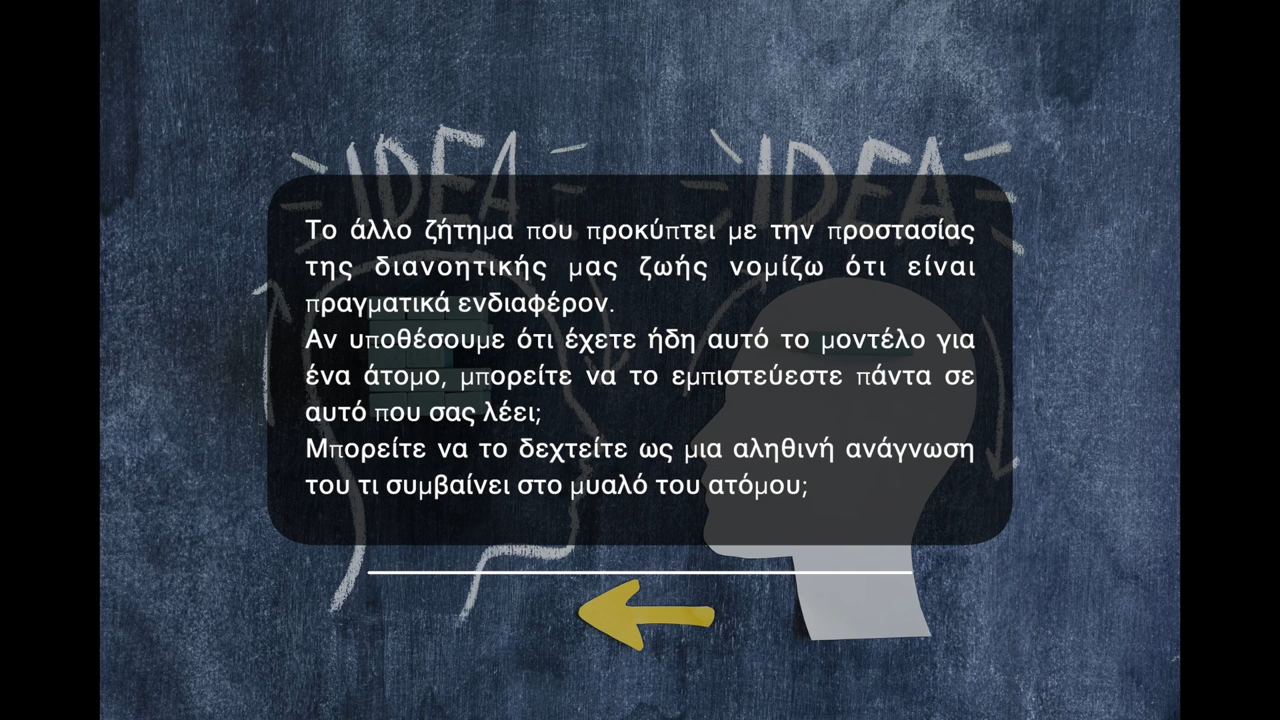 IDEA IDEA
Το άλλο ζήτημα που προκύπτει με την προστασίας
της διανοητικής μας ζωής νομίζω ότι είναι
πραγματικά ενδιαφέρον.
Αν υποθέσουμε ότι έχετε ήδη αυτό το μοντέλο για
ένα άτομο, μπορείτε να το εμπιστεύεστε πάντα σε
αυτό που σας λέει;
Μπορείτε να το δεχτείτε ως μια αληθινή ανάγνωση
του τι συμβαίνει στο μυαλό του ατόμου;